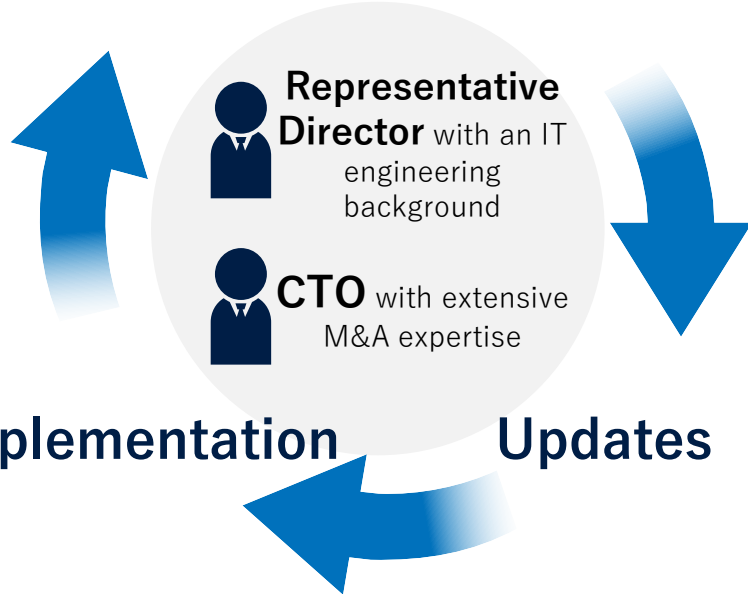 Representative
Director with an IT
engineering
background
CTO with extensive
M&A expertise
plementation
Updates